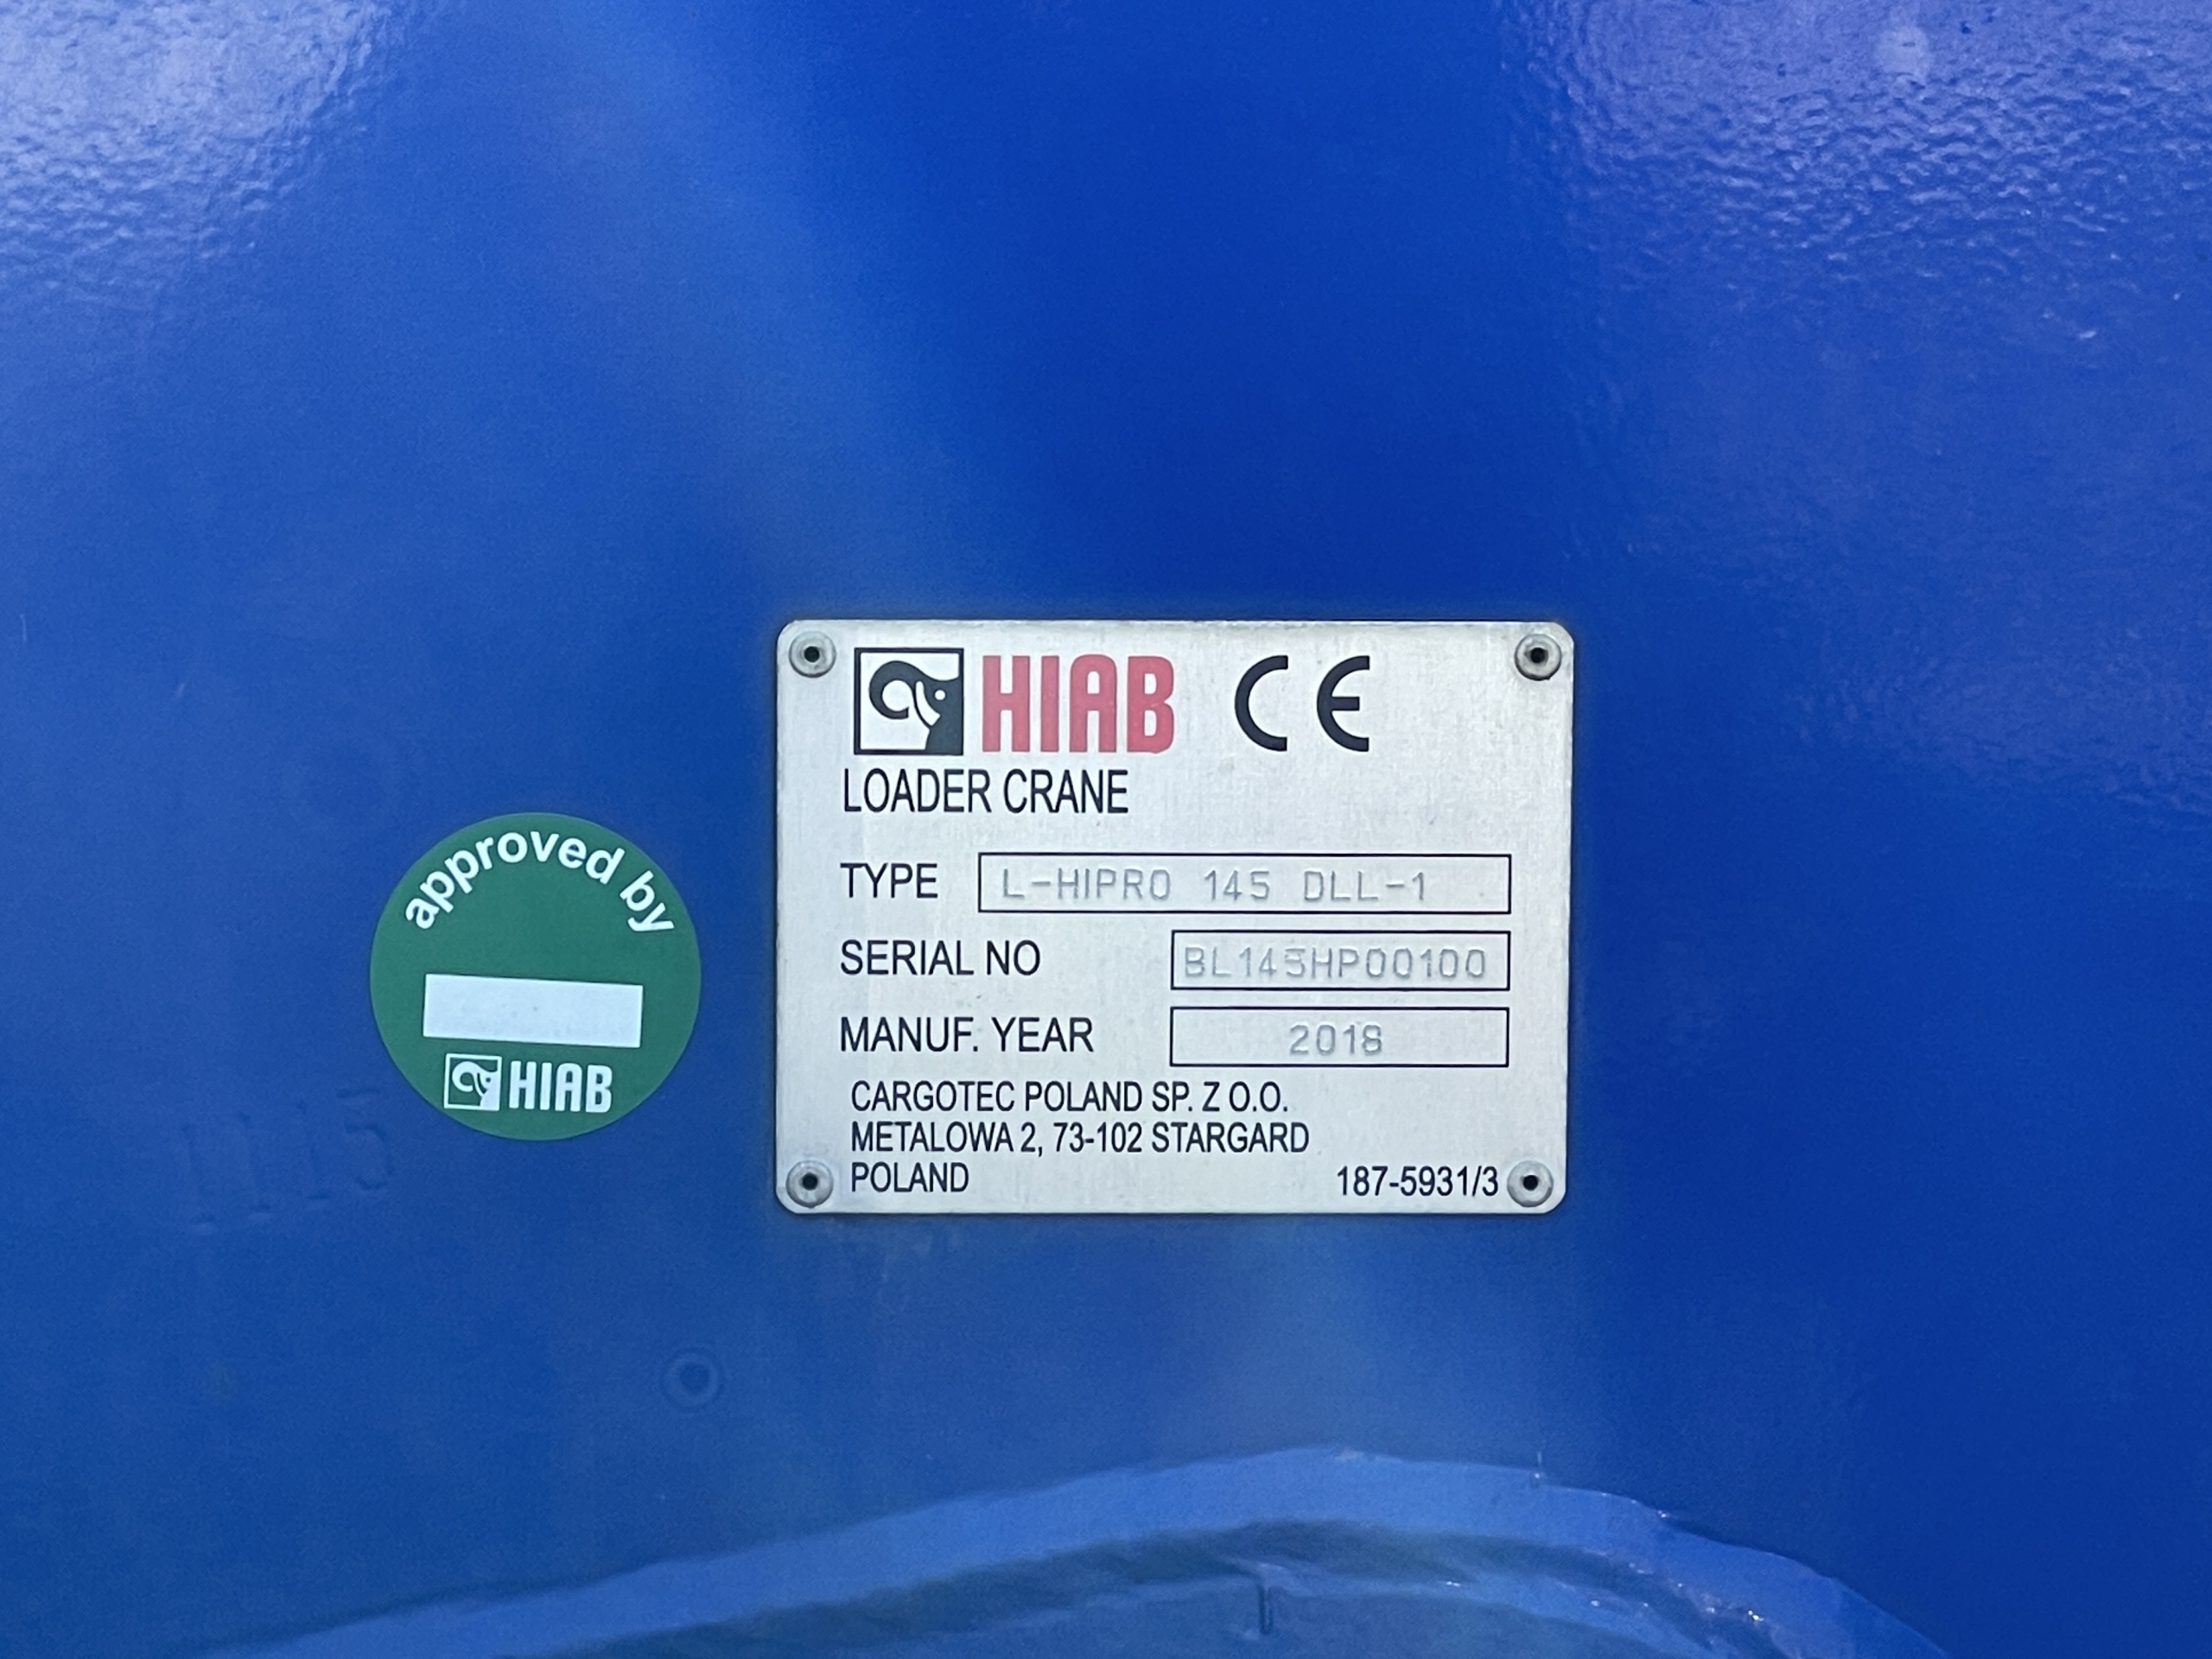 HIAB CE
LOADER CRANE
TYPE L-HIPRO 145 DLL-1
SERIAL NO BL145HP00100
MANUF. YEAR 2018
CARGOTEC POLAND SP. Z O.O.
METALOWA 2, 73-102 STARGARD
POLAND 187-5931/3
approved by
HIAB